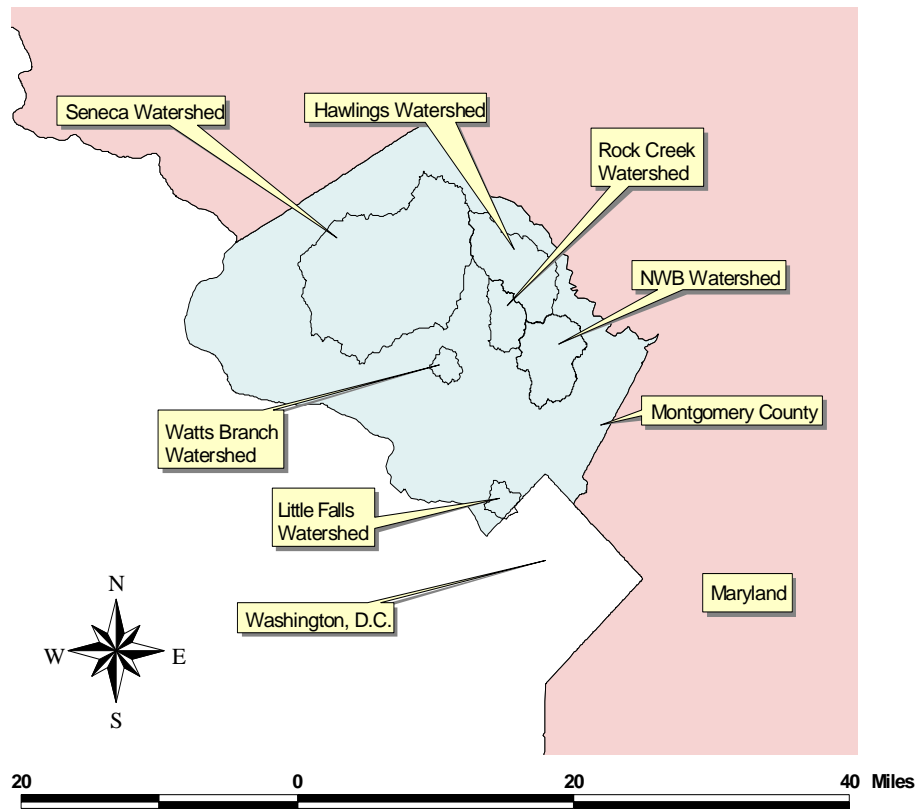 Seneca Watershed
Hawlings Watershed
Rock Creek
Watershed
NWB Watershed
Montgomery County
Watts Branch
Watershed
Little Falls
Watershed
Washington, D.C.
Maryland
N
W
E
S
20 0 20 40 Miles